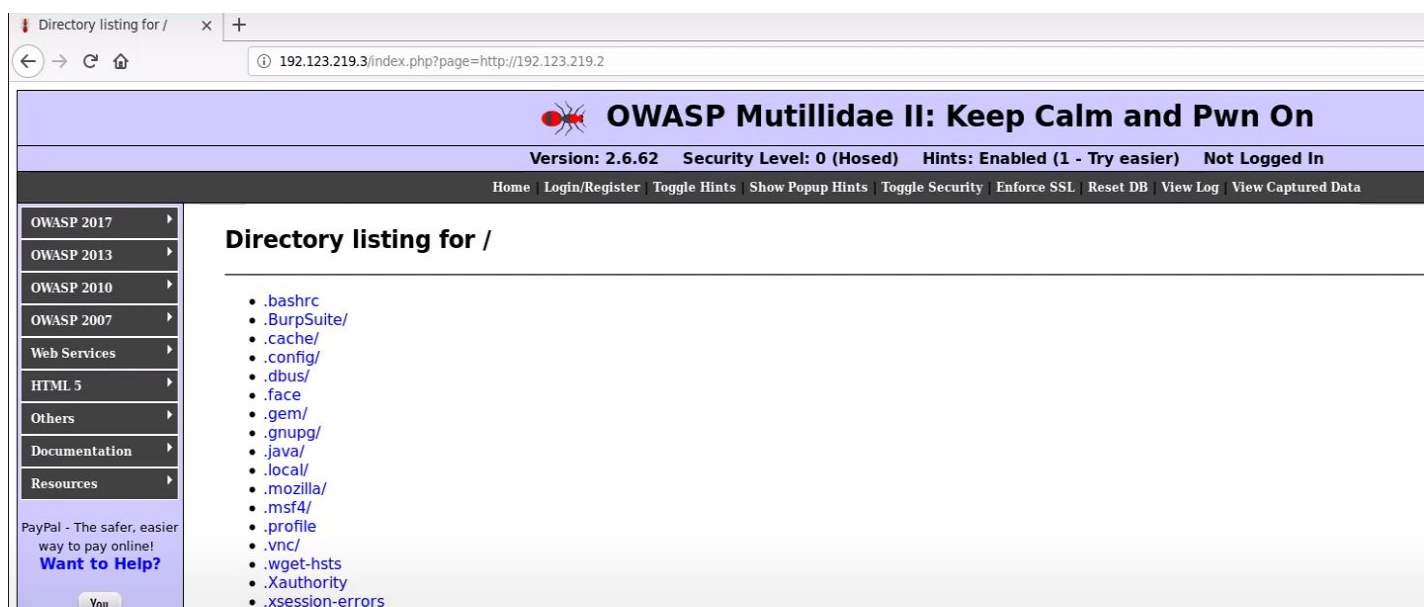 Directory listing for /
192.123.219.3/index.php?page=http://192.123.219.2
OWASP Mutillidae II: Keep Calm and Pwn On
Version: 2.6.62 Security Level: 0 (Hosed) Hints: Enabled (1 - Try easier) Not Logged In
Home | Login/Register | Toggle Hints | Show Popup Hints | Toggle Security | Enforce SSL | Reset DB | View Log | View Captured Data
OWASP 2017
OWASP 2013
OWASP 2010
OWASP 2007
Web Services
HTML 5
Others
Documentation
Resources
PayPal - The safer, easier
way to pay online!
Want to Help?
You
Directory listing for /
.bashrc
.BurpSuite/
.cache/
.config/
.dbus/
.face
.gem/
.gnupg/
.java/
.local/
.mozilla/
.msf4/
.profile
.vnc/
.wget-hsts
.Xauthority
.xsession-errors